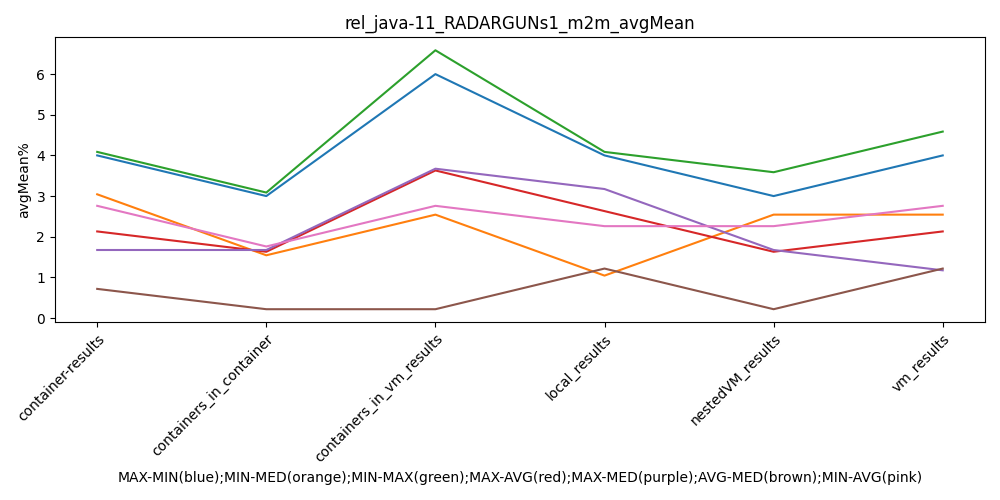 rel_java-11_RADARGUNs1_m2m_avgMean
avgMean%
6
5
4
3
2
1
0
container-results
containers_in_container
containers_in_vm_results
local_results
nestedVM_results
vm_results
MAX-MIN(blue);MIN-MED(orange);MIN-MAX(green);MAX-AVG(red);MAX-MED(purple);AVG-MED(brown);MIN-AVG(pink)